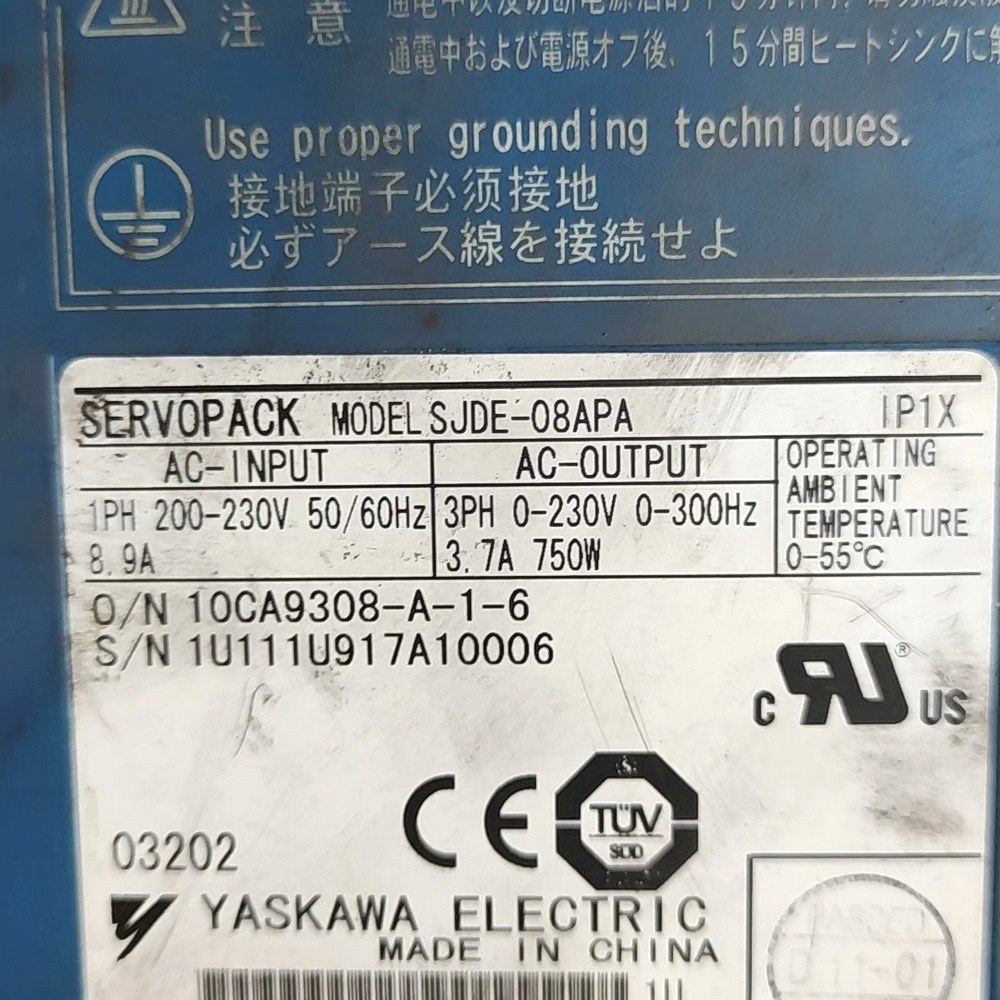 注意
通電中および電源オフ後、15分間ヒートシンクに
Use proper grounding techniques.
接地端子必须接地
必ずアース線を接続せよ
SERVOPACK MODEL SJDE-08APA IP1X
AC-INPUT AC-OUTPUT OPERATING
AMBIENT
TEMPERATURE
0-55℃
1PH 200-230V 50/60Hz 3PH 0-230V 0-300Hz
8.9A 3.7A 750W
O/N 10CA9308-A-1-6
S/N 1U111U917A10006
C RU ® US
CE TÜV
SÜD
03202
YASKAWA ELECTRIC
MADE IN CHINA
D 11-01